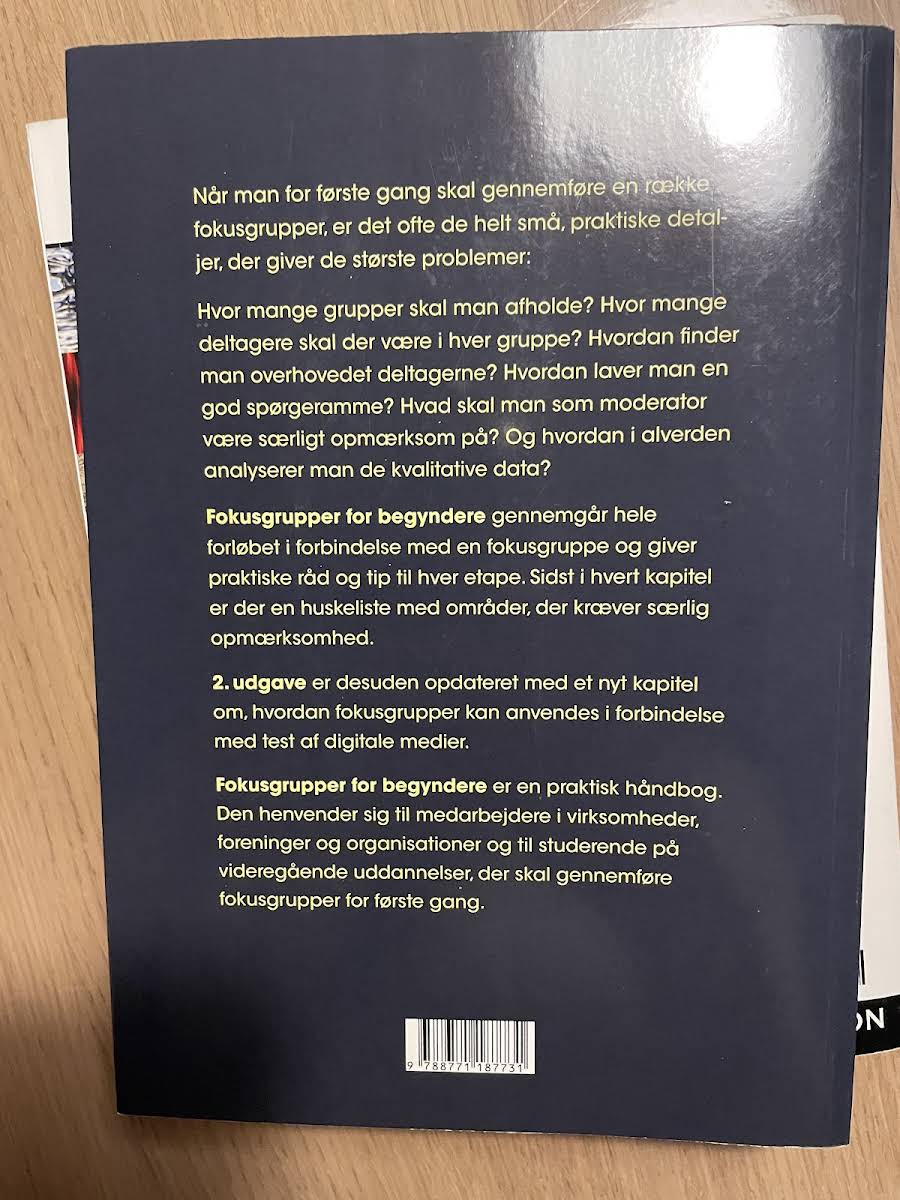 Når man for første gang skal gennemføre en række
fokusgrupper, er det ofte de helt små, praktiske detal-
jer, der giver de største problemer:
Hvor mange grupper skal man afholde? Hvor mange
deltagere skal der være i hver gruppe? Hvordan finder
man overhovedet deltagerne? Hvordan laver man en
god spørgeramme? Hvad skal man som moderator
være særligt opmærksom på? Og hvordan i alverden
analyserer man de kvalitative data?
Fokusgrupper for begyndere gennemgår hele
forløbet i forbindelse med en fokusgruppe og giver
praktiske råd og tip til hver etape. Sidst i hvert kapitel
er der en huskeliste med områder, der kræver særlig
opmærksomhed.
2. udgave er desuden opdateret med et nyt kapitel
om, hvordan fokusgrupper kan anvendes i forbindelse
med test af digitale medier.
Fokusgrupper for begyndere er en praktisk håndbog.
Den henvender sig til medarbejdere i virksomheder,
foreninger og organisationer og til studerende på
videregående uddannelser, der skal gennemføre
fokusgrupper for første gang.
9 788771 187731